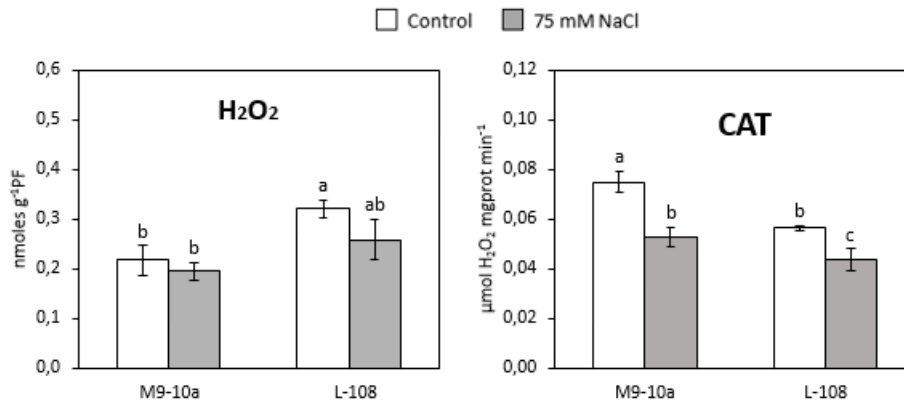 Control 75 mM NaCl
H₂O₂
nmoles g⁻¹PF
0,6
0,5
0,4
0,3
0,2
0,1
0,0
b b a ab
M9-10a L-108
CAT
µmol H₂O₂ mgprot min⁻¹
0,12
0,10
0,08
0,06
0,04
0,02
0,00
a b b c
M9-10a L-108